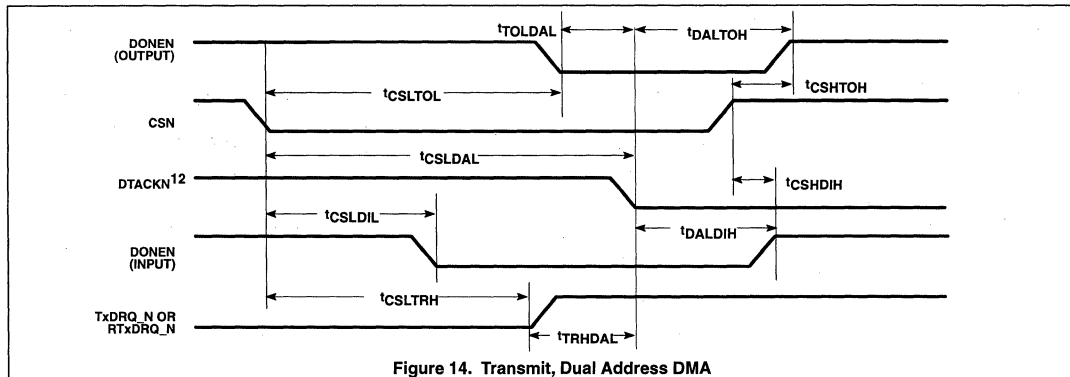 tTOLDAL
tDALTOH
DONEN
(OUTPUT)
tCSLTOL
tCSHTOH
CSN
tCSLDAL
DTACKN12
tCSHDIH
tCSLDIL
tDALDIH
DONEN
(INPUT)
tCSLTRH
TxDRQ_N OR
RTxDRQ_N
tTRHDAL
Figure 14. Transmit, Dual Address DMA